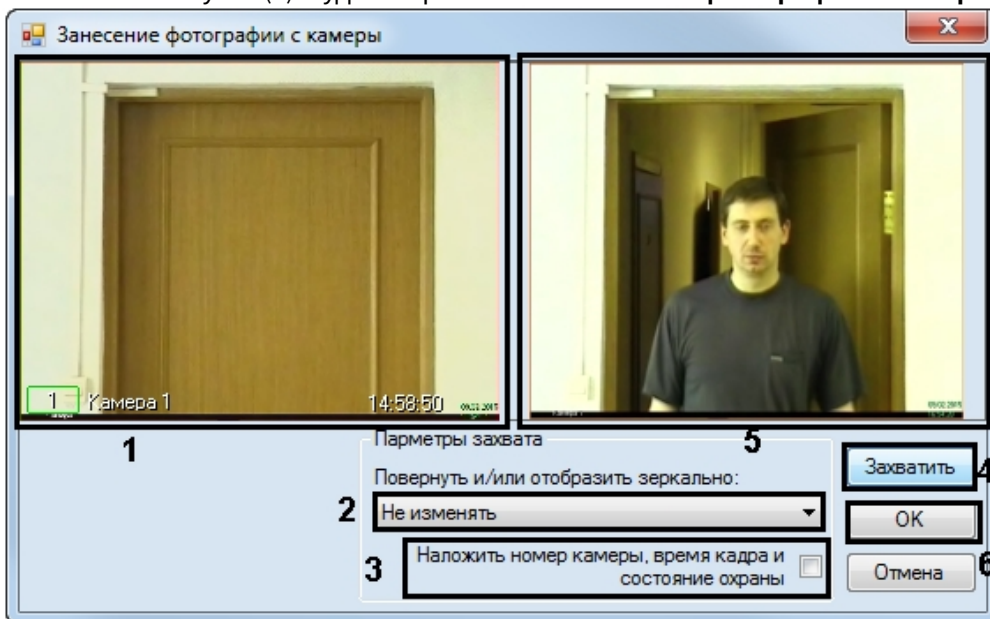 Занесение фотографии с камеры
1 Камера 1 14:58:50
1
5
Парметры захвата
Повернуть и/или отобразить зеркально:
2 Не изменять
3 Наложить номер камеры, время кадра и
состояние охраны
Захватить 4
OK
6
Отмена